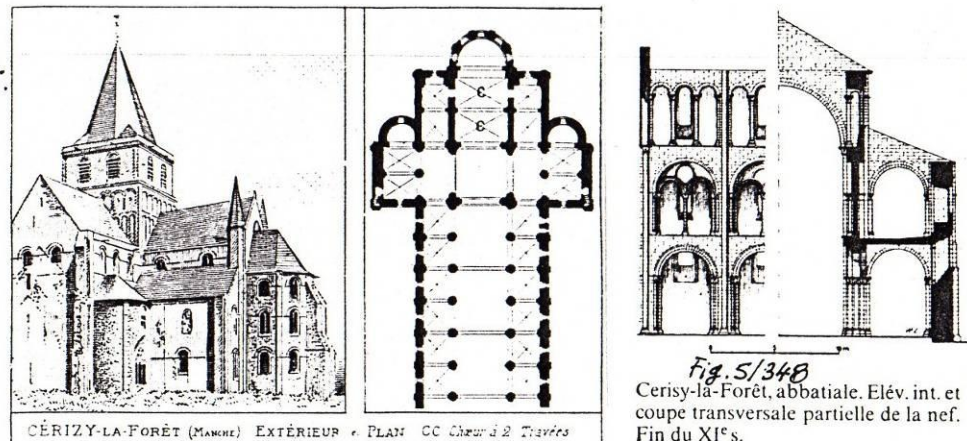 CÉRIZY-LA-FORÊT (MANCHE) EXTÉRIEUR & PLAN CC Chœur à 2 Travées
C
C
Fig. 5/348
Cerisy-la-Forêt, abbatiale. Elév. int. et
coupe transversale partielle de la nef.
Fin du XIᵉ s.